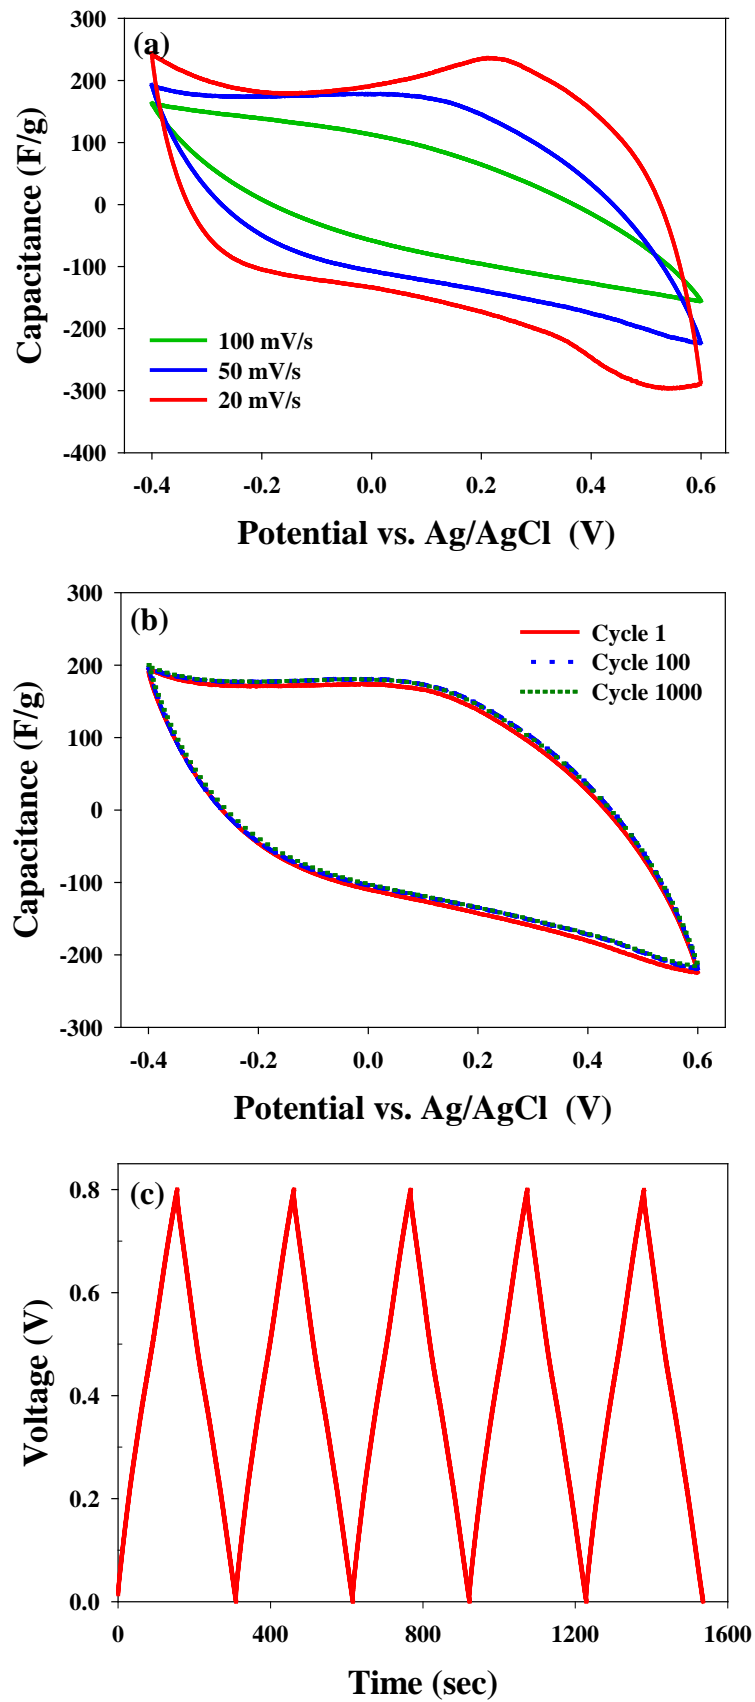 (a)
300
200
100
0
-100
-200
-300
-400
Capacitance (F/g)
100 mV/s
50 mV/s
20 mV/s
-0.4 -0.2 0.0 0.2 0.4 0.6
Potential vs. Ag/AgCl (V)
(b)
300
200
100
0
-100
-200
-300
Capacitance (F/g)
Cycle 1
Cycle 100
Cycle 1000
-0.4 -0.2 0.0 0.2 0.4 0.6
Potential vs. Ag/AgCl (V)
(c)
0.8
0.6
0.4
0.2
0.0
Voltage (V)
0 400 800 1200 1600
Time (sec)